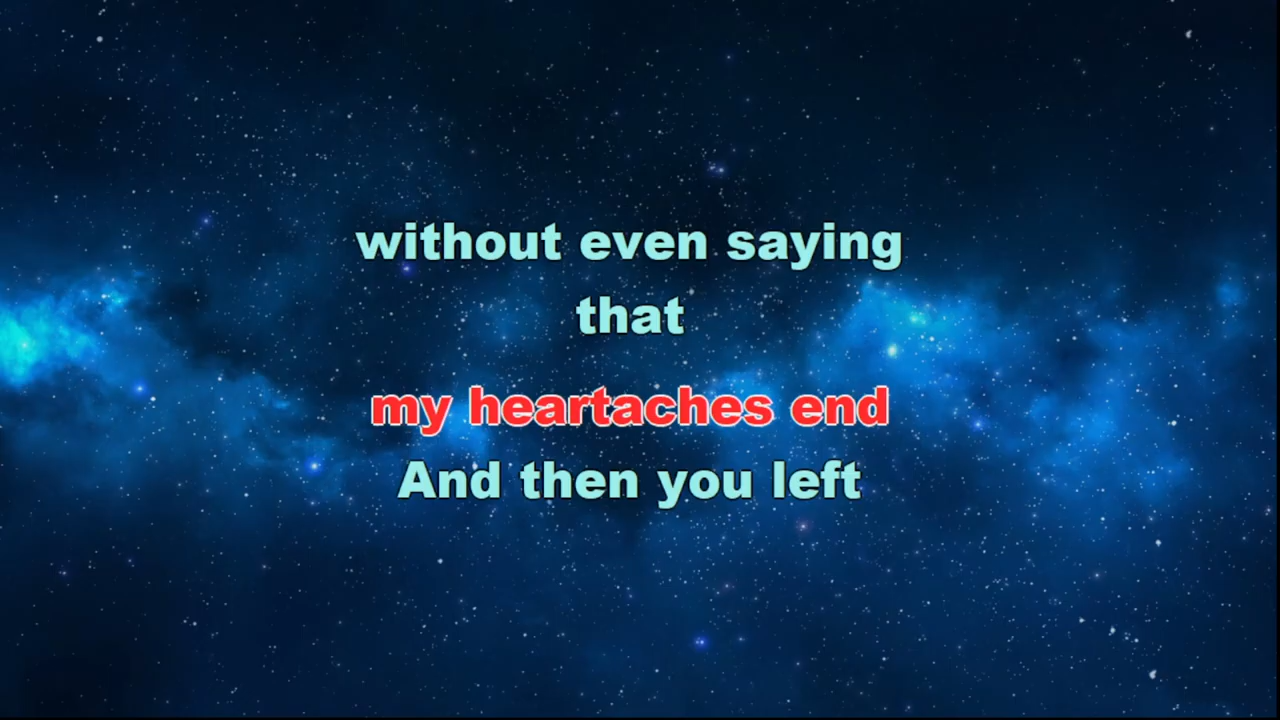 without even saying
that
my heartaches end
And then you left